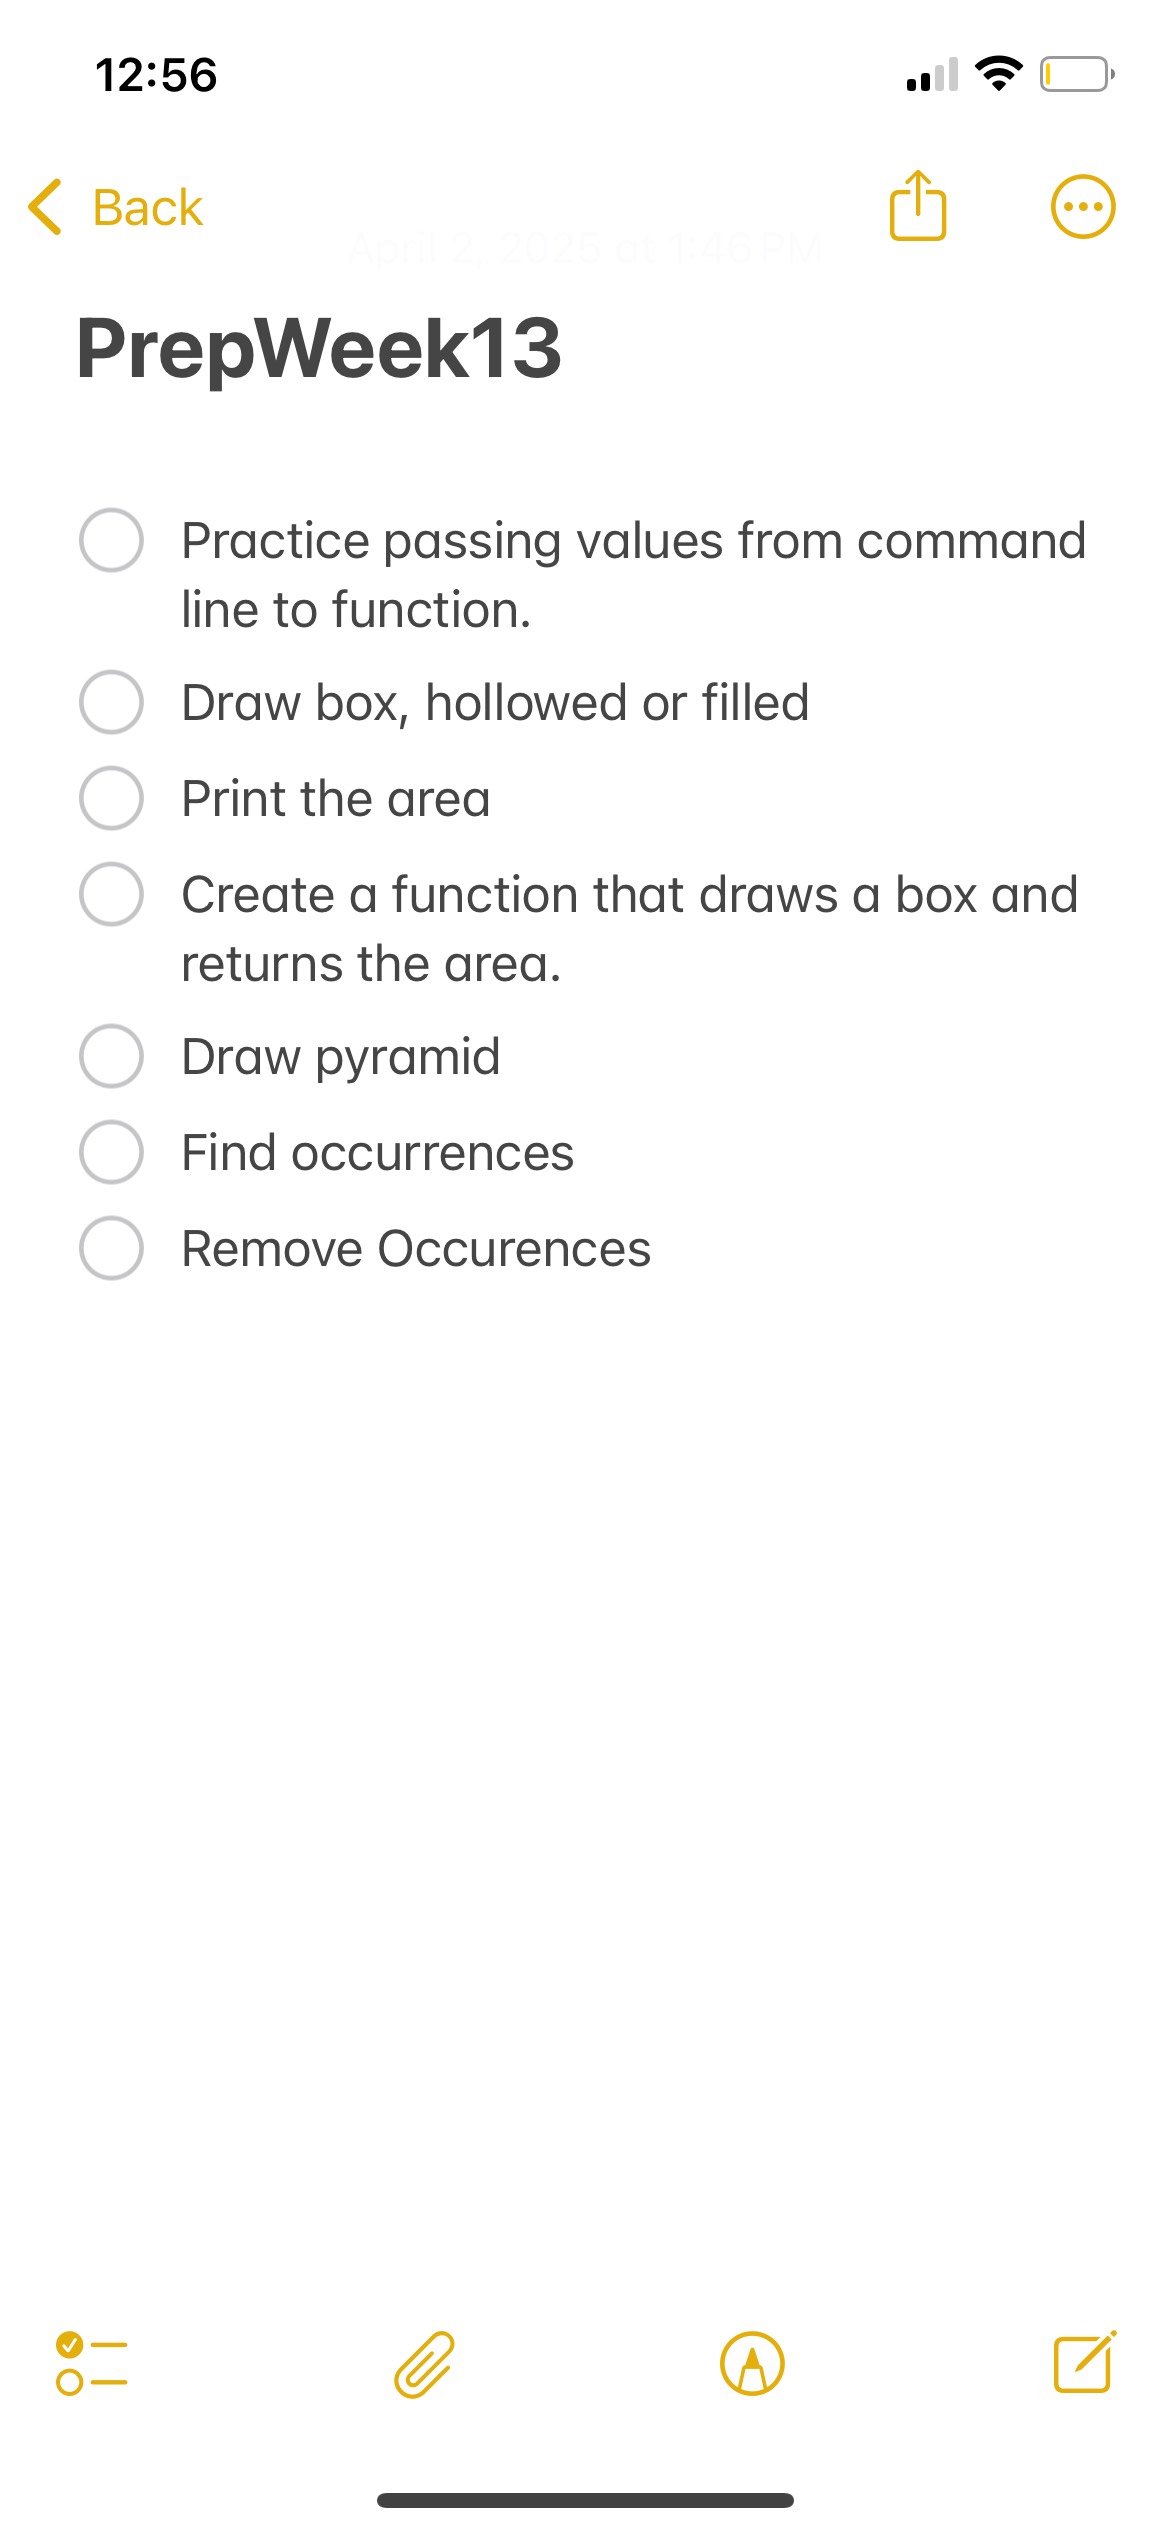 12:56
Back
April 2, 2025 at 1:46 PM
PrepWeek13
Practice passing values from command
line to function.
Draw box, hollowed or filled
Print the area
Create a function that draws a box and
returns the area.
Draw pyramid
Find occurrences
Remove Occurences